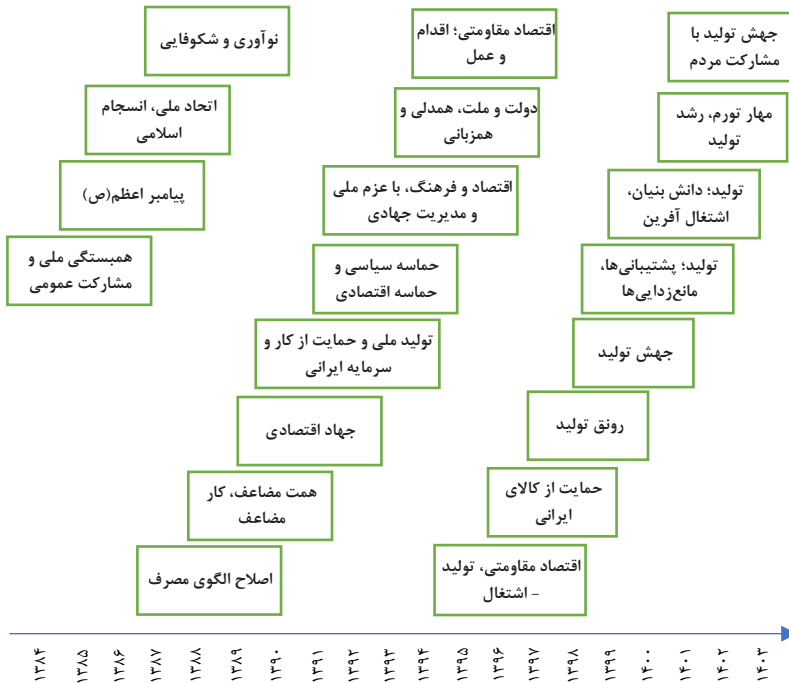 نوآوری و شکوفایی
اتحاد ملی، انسجام
اسلامی
پیامبر اعظم(ص)
همبستگی ملی و
مشارکت عمومی
اقتصاد مقاومتی؛ اقدام
و عمل
دولت و ملت، همدلی و
همزبانی
اقتصاد و فرهنگ، با عزم ملی
و مدیریت جهادی
حماسه سیاسی و
حماسه اقتصادی
تولید ملی و حمایت از کار و
سرمایه ایرانی
جهاد اقتصادی
همت مضاعف، کار
مضاعف
اصلاح الگوی مصرف
جهش تولید با
مشارکت مردم
مهار تورم، رشد
تولید
تولید؛ دانش بنیان،
اشتغال آفرین
تولید؛ پشتیبانی‌ها،
مانع‌زدایی‌ها
جهش تولید
رونق تولید
حمایت از کالای
ایرانی
اقتصاد مقاومتی، تولید
– اشتغال
۱۳۸۴
۱۳۸۵
۱۳۸۶
۱۳۸۷
۱۳۸۸
۱۳۸۹
۱۳۹۰
۱۳۹۱
۱۳۹۲
۱۳۹۳
۱۳۹۴
۱۳۹۵
۱۳۹۶
۱۳۹۷
۱۳۹۸
۱۳۹۹
۱۴۰۰
۱۴۰۱
۱۴۰۲
۱۴۰۳